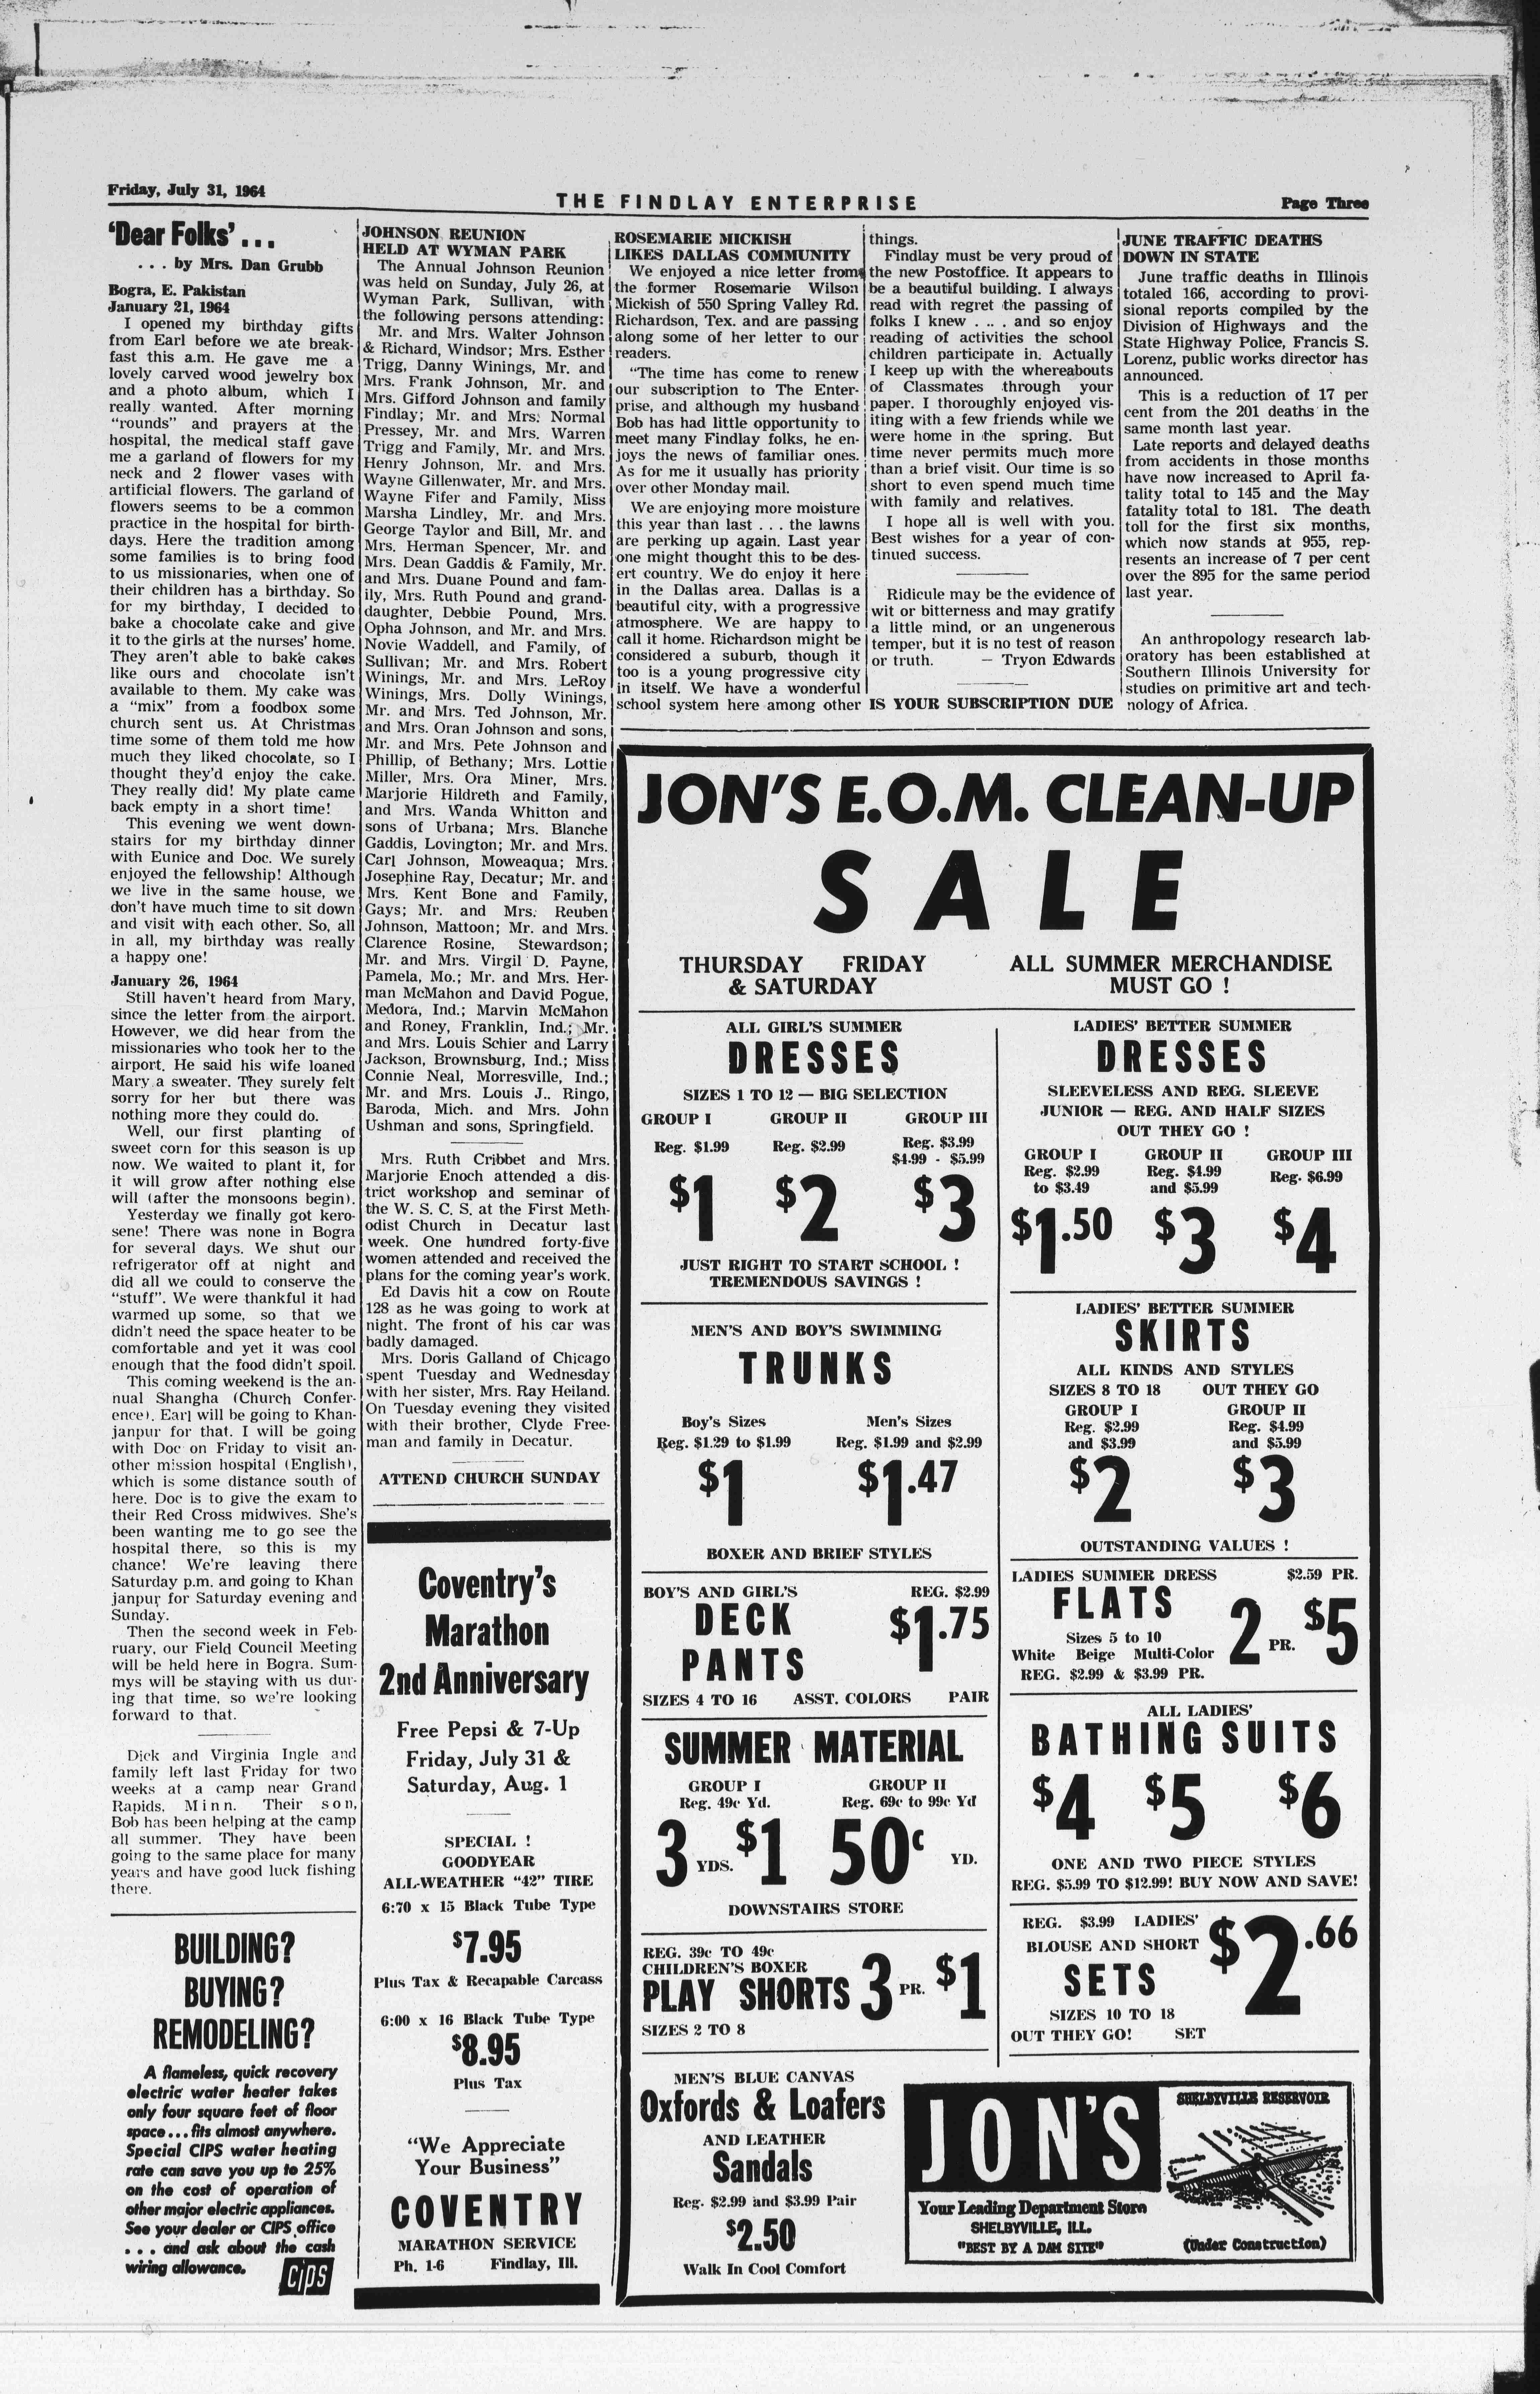 Friday, July 31, 1964
THE FINDLAY ENTERPRISE
Page Three
'Dear Folks' . . .
. . . by Mrs. Dan Grubb
Bogra, E. Pakistan
January 21, 1964
I opened my birthday gifts
from Earl before we ate break-
fast this a.m. He gave me a
lovely carved wood jewelry box
and a photo album, which I
really wanted. After morning
"rounds" and prayers at the
hospital, the medical staff gave
me a garland of flowers for my
neck and 2 flower vases with
artificial flowers. The garland of
flowers seems to be a common
practice in the hospital for birth-
days. Here the tradition among
some families is to bring food
to us missionaries, when one of
their children has a birthday. So
for my birthday, I decided to
bake a chocolate cake and give
it to the girls at the nurses' home.
They aren't able to bake cakes
like ours and chocolate isn't
available to them. My cake was
a "mix" from a foodbox some
church sent us. At Christmas
time some of them told me how
much they liked chocolate, so I
thought they'd enjoy the cake.
They really did! My plate came
back empty in a short time!
This evening we went down-
stairs for my birthday dinner
with Eunice and Doc. We surely
enjoyed the fellowship! Although
we live in the same house, we
don't have much time to sit down
and visit with each other. So, all
in all, my birthday was really
a happy one!
January 26, 1964
Still haven't heard from Mary,
since the letter from the airport.
However, we did hear from the
missionaries who took her to the
airport. He said his wife loaned
Mary a sweater. They surely felt
sorry for her but there was
nothing more they could do.
Well, our first planting of
sweet corn for this season is up
now. We waited to plant it, for
it will grow after nothing else
will (after the monsoons begin).
Yesterday we finally got kero-
sene! There was none in Bogra
for several days. We shut our
refrigerator off at night and
did all we could to conserve the
"stuff". We were thankful it had
warmed up some, so that we
didn't need the space heater to be
comfortable and yet it was cool
enough that the food didn't spoil.
This coming weekend is the an-
nual Shangha (Church Confer-
ence). Earl will be going to Khan-
janpur for that. I will be going
with Doc on Friday to visit an-
other mission hospital (English),
which is some distance south of
here. Doc is to give the exam to
their Red Cross midwives. She's
been wanting me to go see the
hospital there, so this is my
chance! We're leaving there
Saturday p.m. and going to Khan
janpur for Saturday evening and
Sunday.
Then the second week in Feb-
ruary, our Field Council Meeting
will be held here in Bogra. Sum-
mys will be staying with us dur-
ing that time, so we're looking
forward to that.
Dick and Virginia Ingle and
family left last Friday for two
weeks at a camp near Grand
Rapids, Minn. Their son,
Bob has been helping at the camp
all summer. They have been
going to the same place for many
years and have good luck fishing
there.
BUILDING?
BUYING?
REMODELING?
A flameless, quick recovery
electric water heater takes
only four square feet of floor
space . . . fits almost anywhere.
Special CIPS water heating
rate can save you up to 25%
on the cost of operation of
other major electric appliances.
See your dealer or CIPS office
. . . and ask about the cash
wiring allowance.
cips
JOHNSON REUNION
HELD AT WYMAN PARK
The Annual Johnson Reunion
was held on Sunday, July 26, at
Wyman Park, Sullivan, with
the following persons attending:
Mr. and Mrs. Walter Johnson
& Richard, Windsor; Mrs. Esther
Trigg, Danny Winings, Mr. and
Mrs. Frank Johnson, Mr. and
Mrs. Gifford Johnson and family
Findlay; Mr. and Mrs. Normal
Pressey, Mr. and Mrs. Warren
Trigg and Family, Mr. and Mrs.
Henry Johnson, Mr. and Mrs.
Wayne Gillenwater, Mr. and Mrs.
Wayne Fifer and Family, Miss
Marsha Lindley, Mr. and Mrs.
George Taylor and Bill, Mr. and
Mrs. Herman Spencer, Mr. and
Mrs. Dean Gaddis & Family, Mr.
and Mrs. Duane Pound and fam-
ily, Mrs. Ruth Pound and grand-
daughter, Debbie Pound, Mrs.
Opha Johnson, and Mr. and Mrs.
Novie Waddell, and Family, of
Sullivan; Mr. and Mrs. Robert
Winings, Mr. and Mrs. LeRoy
Winings, Mrs. Dolly Winings,
Mr. and Mrs. Ted Johnson, Mr.
and Mrs. Oran Johnson and sons,
Mr. and Mrs. Pete Johnson and
Phillip, of Bethany; Mrs. Lottie
Miller, Mrs. Ora Miner, Mrs.
Marjorie Hildreth and Family,
and Mrs. Wanda Whitton and
sons of Urbana; Mrs. Blanche
Gaddis, Lovington; Mr. and Mrs.
Carl Johnson, Moweaqua; Mrs.
Josephine Ray, Decatur; Mr. and
Mrs. Kent Bone and Family,
Gays; Mr. and Mrs. Reuben
Johnson, Mattoon; Mr. and Mrs.
Clarence Rosine, Stewardson;
Mr. and Mrs. Virgil D. Payne,
Pamela, Mo.; Mr. and Mrs. Her-
man McMahon and David Pogue,
Medora, Ind.; Marvin McMahon
and Roney, Franklin, Ind.; Mr.
and Mrs. Louis Schier and Larry
Jackson, Brownsburg, Ind.; Miss
Connie Neal, Morresville, Ind.;
Mr. and Mrs. Louis J.. Ringo,
Baroda, Mich. and Mrs. John
Ushman and sons, Springfield.
Mrs. Ruth Cribbet and Mrs.
Marjorie Enoch attended a dis-
trict workshop and seminar of
the W. S. C. S. at the First Meth-
odist Church in Decatur last
week. One hundred forty-five
women attended and received the
plans for the coming year's work.
Ed Davis hit a cow on Route
128 as he was going to work at
night. The front of his car was
badly damaged.
Mrs. Doris Galland of Chicago
spent Tuesday and Wednesday
with her sister, Mrs. Ray Heiland.
On Tuesday evening they visited
with their brother, Clyde Free-
man and family in Decatur.
ATTEND CHURCH SUNDAY
Coventry's
Marathon
2nd Anniversary
Free Pepsi & 7-Up
Friday, July 31 &
Saturday, Aug. 1
SPECIAL !
GOODYEAR
ALL-WEATHER "42" TIRE
6:70 x 15 Black Tube Type
$7.95
Plus Tax & Recapable Carcass
6:00 x 16 Black Tube Type
$8.95
Plus Tax
"We Appreciate
Your Business"
COVENTRY
MARATHON SERVICE
Ph. 1-6 Findlay, Ill.
ROSEMARIE MICKISH
LIKES DALLAS COMMUNITY
We enjoyed a nice letter from
the former Rosemarie Wilson
Mickish of 550 Spring Valley Rd.
Richardson, Tex. and are passing
along some of her letter to our
readers.
"The time has come to renew
our subscription to The Enter-
prise, and although my husband
Bob has had little opportunity to
meet many Findlay folks, he en-
joys the news of familiar ones.
As for me it usually has priority
over other Monday mail.
We are enjoying more moisture
this year than last . . . the lawns
are perking up again. Last year
one might thought this to be des-
ert country. We do enjoy it here
in the Dallas area. Dallas is a
beautiful city, with a progressive
atmosphere. We are happy to
call it home. Richardson might be
considered a suburb, though it
too is a young progressive city
in itself. We have a wonderful
school system here among other
things.
Findlay must be very proud of
the new Postoffice. It appears to
be a beautiful building. I always
read with regret the passing of
folks I knew . . . and so enjoy
reading of activities the school
children participate in. Actually
I keep up with the whereabouts
of Classmates through your
paper. I thoroughly enjoyed vis-
iting with a few friends while we
were home in the spring. But
time never permits much more
than a brief visit. Our time is so
short to even spend much time
with family and relatives.
I hope all is well with you.
Best wishes for a year of con-
tinued success.
Ridicule may be the evidence of
wit or bitterness and may gratify
a little mind, or an ungenerous
temper, but it is no test of reason
or truth. — Tryon Edwards
IS YOUR SUBSCRIPTION DUE
JUNE TRAFFIC DEATHS
DOWN IN STATE
June traffic deaths in Illinois
totaled 166, according to provi-
sional reports compiled by the
Division of Highways and the
State Highway Police, Francis S.
Lorenz, public works director has
announced.
This is a reduction of 17 per
cent from the 201 deaths in the
same month last year.
Late reports and delayed deaths
from accidents in those months
have now increased to April fa-
tality total to 145 and the May
fatality total to 181. The death
toll for the first six months,
which now stands at 955, rep-
resents an increase of 7 per cent
over the 895 for the same period
last year.
An anthropology research lab-
oratory has been established at
Southern Illinois University for
studies on primitive art and tech-
nology of Africa.
JON'S E.O.M. CLEAN-UP
SALE
THURSDAY FRIDAY
& SATURDAY
ALL SUMMER MERCHANDISE
MUST GO !
ALL GIRL'S SUMMER
DRESSES
SIZES 1 TO 12 — BIG SELECTION
GROUP I GROUP II GROUP III
Reg. $1.99 Reg. $2.99 Reg. $3.99
$4.99 - $5.99
$1 $2 $3
JUST RIGHT TO START SCHOOL !
TREMENDOUS SAVINGS !
MEN'S AND BOY'S SWIMMING
TRUNKS
Boy's Sizes Men's Sizes
Reg. $1.29 to $1.99 Reg. $1.99 and $2.99
$1 $1.47
BOXER AND BRIEF STYLES
BOY'S AND GIRL'S REG. $2.99
DECK
PANTS
$1.75
SIZES 4 TO 16 ASST. COLORS PAIR
SUMMER MATERIAL
GROUP I GROUP II
Reg. 49c Yd. Reg. 69c to 99c Yd
3 YDS. $1 50c YD.
DOWNSTAIRS STORE
REG. 39c TO 49c
CHILDREN'S BOXER
PLAY SHORTS 3 PR. $1
SIZES 2 TO 8
MEN'S BLUE CANVAS
Oxfords & Loafers
AND LEATHER
Sandals
Reg. $2.99 and $3.99 Pair
$2.50
Walk In Cool Comfort
LADIES' BETTER SUMMER
DRESSES
SLEEVELESS AND REG. SLEEVE
JUNIOR — REG. AND HALF SIZES
OUT THEY GO !
GROUP I GROUP II GROUP III
Reg. $2.99 Reg. $4.99 Reg. $6.99
to $3.49 and $5.99
$1.50 $3 $4
LADIES' BETTER SUMMER
SKIRTS
ALL KINDS AND STYLES
SIZES 8 TO 18 OUT THEY GO
GROUP I GROUP II
Reg. $2.99 Reg. $4.99
and $3.99 and $5.99
$2 $3
OUTSTANDING VALUES !
LADIES SUMMER DRESS $2.59 PR.
FLATS
Sizes 5 to 10
White Beige Multi-Color
REG. $2.99 & $3.99 PR.
2 PR. $5
ALL LADIES'
BATHING SUITS
$4 $5 $6
ONE AND TWO PIECE STYLES
REG. $5.99 TO $12.99! BUY NOW AND SAVE!
REG. $3.99 LADIES'
BLOUSE AND SHORT
SETS
$2.66
SIZES 10 TO 18
OUT THEY GO! SET
JON'S
Your Leading Department Store
SHELBYVILLE, ILL.
"BEST BY A DAM SITE"
SHELBYVILLE RESERVOIR
(Under Construction)